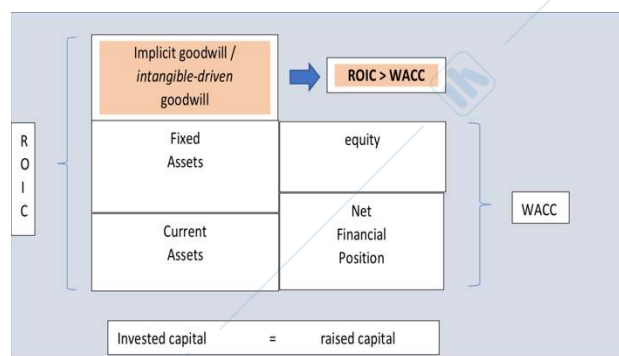 Implicit goodwill /
intangible-driven
goodwill
ROIC > WACC
R
O
I
C
Fixed
Assets
equity
Current
Assets
Net
Financial
Position
WACC
Invested capital = raised capital